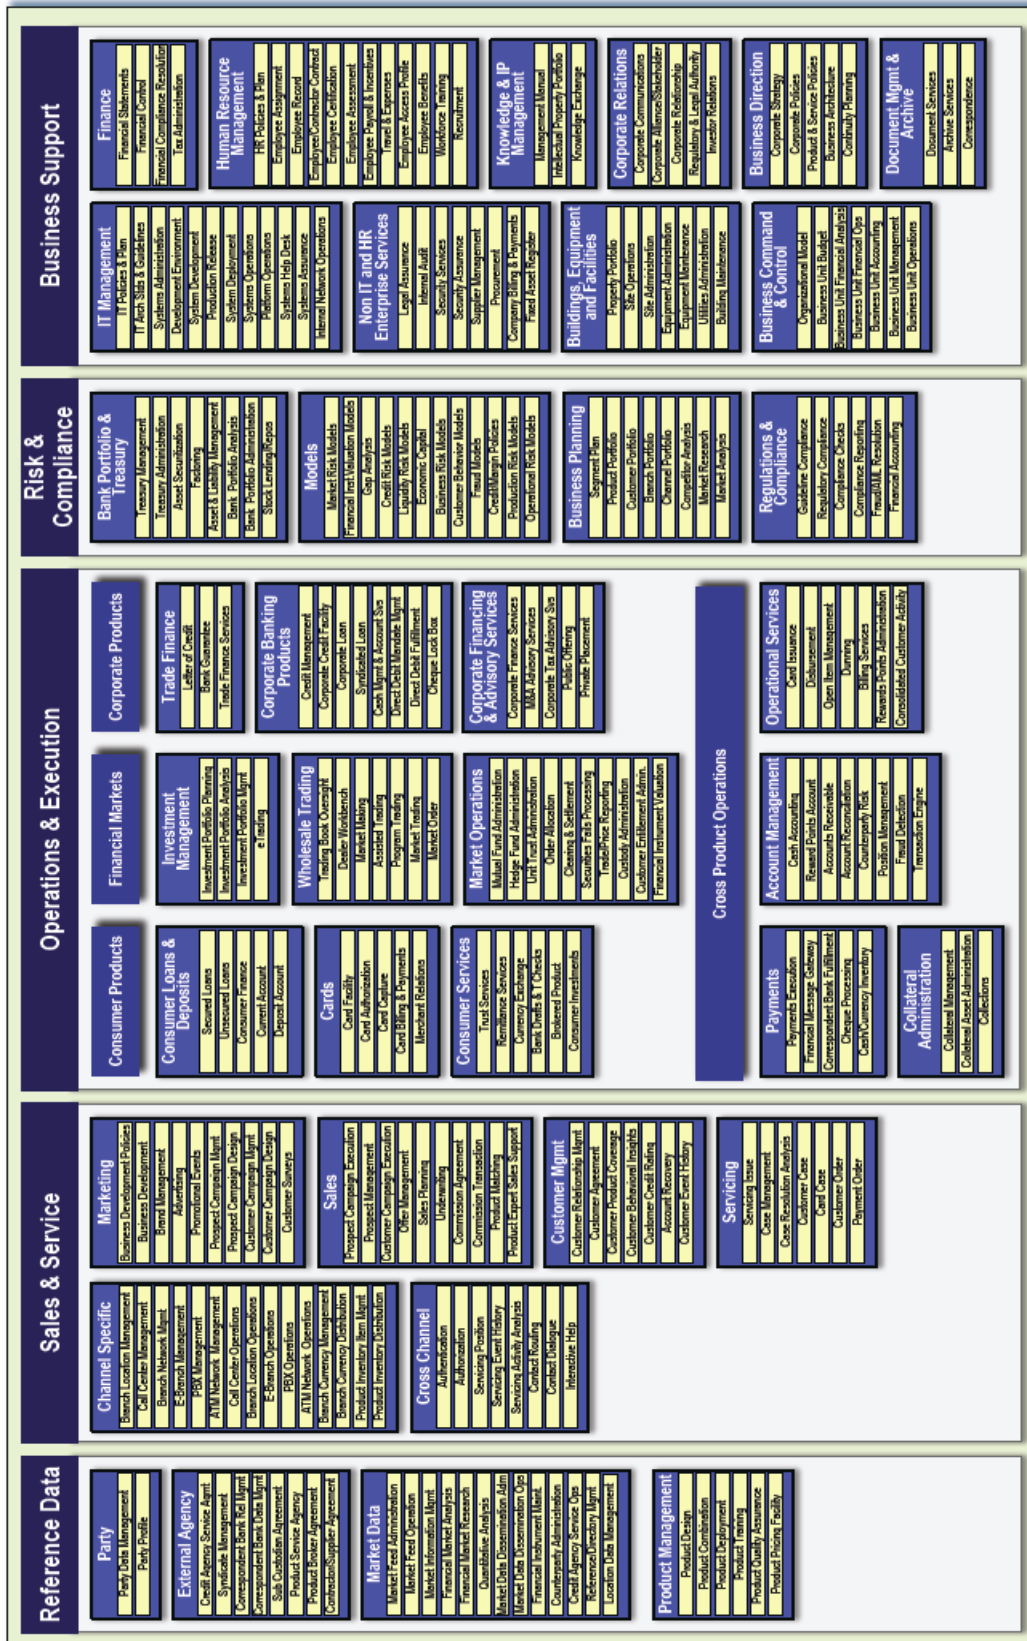 Reference Data
Party
Party Data Management
Party Profile
External Agency
Credit Agency Service Agmt
Syndicate Management
Correspondent Bank Rel Mgmt
Correspondent Bank Data Mgmt
Sub Custodian Agreement
Product Service Agency
Product Broker Agreement
Contractor/Supplier Agreement
Market Data
Market Feed Administration
Market Feed Operation
Market Information Mgmt
Financial Market Analysis
Financial Market Research
Quantitative Analysis
Market Data Dissemination Adm
Market Data Dissemination Ops
Financial Instrument Maint.
Counterparty Administration
Credit Agency Service Ops
Reference/Directory Mgmt
Location Data Management
Product Management
Product Design
Product Combination
Product Deployment
Product Training
Product Quality Assurance
Product Pricing Facility
Sales & Service
Channel Specific
Branch Location Management
Call Center Management
Branch Network Mgmt
E-Branch Management
PBX Management
ATM Network Management
Call Center Operations
Branch Location Operations
E-Branch Operations
PBX Operations
ATM Network Operations
Branch Currency Management
Branch Currency Distribution
Product Inventory Item Mgmt
Product Inventory Distribution
Cross Channel
Authentication
Authorization
Servicing Position
Servicing Event History
Servicing Activity Analysis
Contact Routing
Contact Dialogue
Interactive Help
Marketing
Business Development Policies
Business Development
Brand Management
Advertising
Promotional Events
Prospect Campaign Mgmt
Prospect Campaign Design
Customer Campaign Mgmt
Customer Campaign Design
Customer Surveys
Sales
Prospect Campaign Execution
Prospect Management
Customer Campaign Execution
Offer Management
Sales Planning
Underwriting
Commission Agreement
Commission Transaction
Product Matching
Product Expert Sales Support
Customer Mgmt
Customer Relationship Mgmt
Customer Agreement
Customer Product Coverage
Customer Behavioral Insights
Customer Credit Rating
Account Recovery
Customer Event History
Servicing
Servicing Issue
Case Management
Case Resolution Analysis
Customer Case
Card Case
Customer Order
Payment Order
Operations & Execution
Consumer Products
Consumer Loans &
Deposits
Secured Loans
Unsecured Loans
Consumer Finance
Current Account
Deposit Account
Cards
Card Facility
Card Authorization
Card Capture
Card Billing & Payments
Merchant Relations
Consumer Services
Trust Services
Remittance Services
Currency Exchange
Bank Drafts & T Checks
Brokered Product
Consumer Investments
Financial Markets
Investment
Management
Investment Portfolio Planning
Investment Portfolio Analysis
Investment Portfolio Mgmt
eTrading
Wholesale Trading
Trading Book Oversight
Dealer Workbench
Market Making
Assisted Trading
Program Trading
Market Trading
Market Order
Market Operations
Mutual Fund Administration
Hedge Fund Administration
Unit Trust Administration
Order Allocation
Clearing & Settlement
Securities Fails Processing
Trade/Price Reporting
Custody Administration
Customer Entitlement Admin.
Financial Instrument Valuation
Corporate Products
Trade Finance
Letter of Credit
Bank Guarantee
Trade Finance Services
Corporate Banking
Products
Credit Management
Corporate Credit Facility
Corporate Loan
Syndicated Loan
Cash Mgmt & Account Svs
Direct Debit Mandate Mgmt
Direct Debit Fulfillment
Cheque Lock Box
Corporate Financing
& Advisory Services
Corporate Finance Services
M&A Advisory Services
Corporate Tax Advisory Svs
Public Offering
Private Placement
Cross Product Operations
Payments
Payments Execution
Financial Message Gateway
Correspondent Bank Fulfillment
Cheque Processing
Cash/Currency Inventory
Collateral
Administration
Collateral Management
Collateral Asset Administration
Collections
Account Management
Cash Accounting
Reward Points Account
Accounts Receivable
Account Reconciliation
Counterparty Risk
Position Management
Fraud Detection
Transaction Engine
Operational Services
Card Issuance
Disbursement
Open Item Management
Dunning
Billing Services
Rewards Points Administration
Consolidated Customer Activity
Risk &
Compliance
Bank Portfolio &
Treasury
Treasury Management
Treasury Administration
Asset Securitization
Factoring
Asset & Liability Management
Bank Portfolio Analysis
Bank Portfolio Administration
Stock Lending/Repos
Models
Market Risk Models
Financial Inst Valuation Models
Gap Analysis
Credit Risk Models
Liquidity Risk Models
Economic Capital
Business Risk Models
Customer Behavior Models
Fraud Models
Credit/Margin Policies
Production Risk Models
Operational Risk Models
Business Planning
Segment Plan
Product Portfolio
Customer Portfolio
Branch Portfolio
Channel Portfolio
Competitor Analysis
Market Research
Market Analysis
Regulations &
Compliance
Guideline Compliance
Regulatory Compliance
Compliance Checks
Compliance Reporting
Fraud/AML Resolution
Financial Accounting
Business Support
IT Management
IT Policies & Plan
IT Arch Stds & Guidelines
Systems Administration
Development Environment
System Development
Production Release
System Deployment
Systems Operations
Platform Operations
Systems Help Desk
Systems Assurance
Internal Network Operations
Non IT and HR
Enterprise Services
Legal Assurance
Internal Audit
Security Services
Security Assurance
Supplier Management
Procurement
Company Billing & Payments
Fixed Asset Register
Buildings, Equipment
and Facilities
Property Portfolio
Site Operations
Site Administration
Equipment Administration
Equipment Maintenance
Utilities Administration
Building Maintenance
Business Command
& Control
Organizational Model
Business Unit Budget
Business Unit Financial Analysis
Business Unit Financial Ops
Business Unit Accounting
Business Unit Management
Business Unit Operations
Finance
Financial Statements
Financial Control
Financial Compliance Resolution
Tax Administration
Human Resource
Management
HR Policies & Plan
Employee Assignment
Employee Record
Employee/Contractor Contract
Employee Certification
Employee Assessment
Employee Payroll & Incentives
Travel & Expenses
Employee Access Profile
Employee Benefits
Workforce Training
Recruitment
Knowledge & IP
Management
Management Manual
Intellectual Property Portfolio
Knowledge Exchange
Corporate Relations
Corporate Communications
Corporate Alliance/Stakeholder
Corporate Relationship
Regulatory & Legal Authority
Investor Relations
Business Direction
Corporate Strategy
Corporate Policies
Product & Service Policies
Business Architecture
Continuity Planning
Document Mgmt &
Archive
Document Services
Archive Services
Correspondence